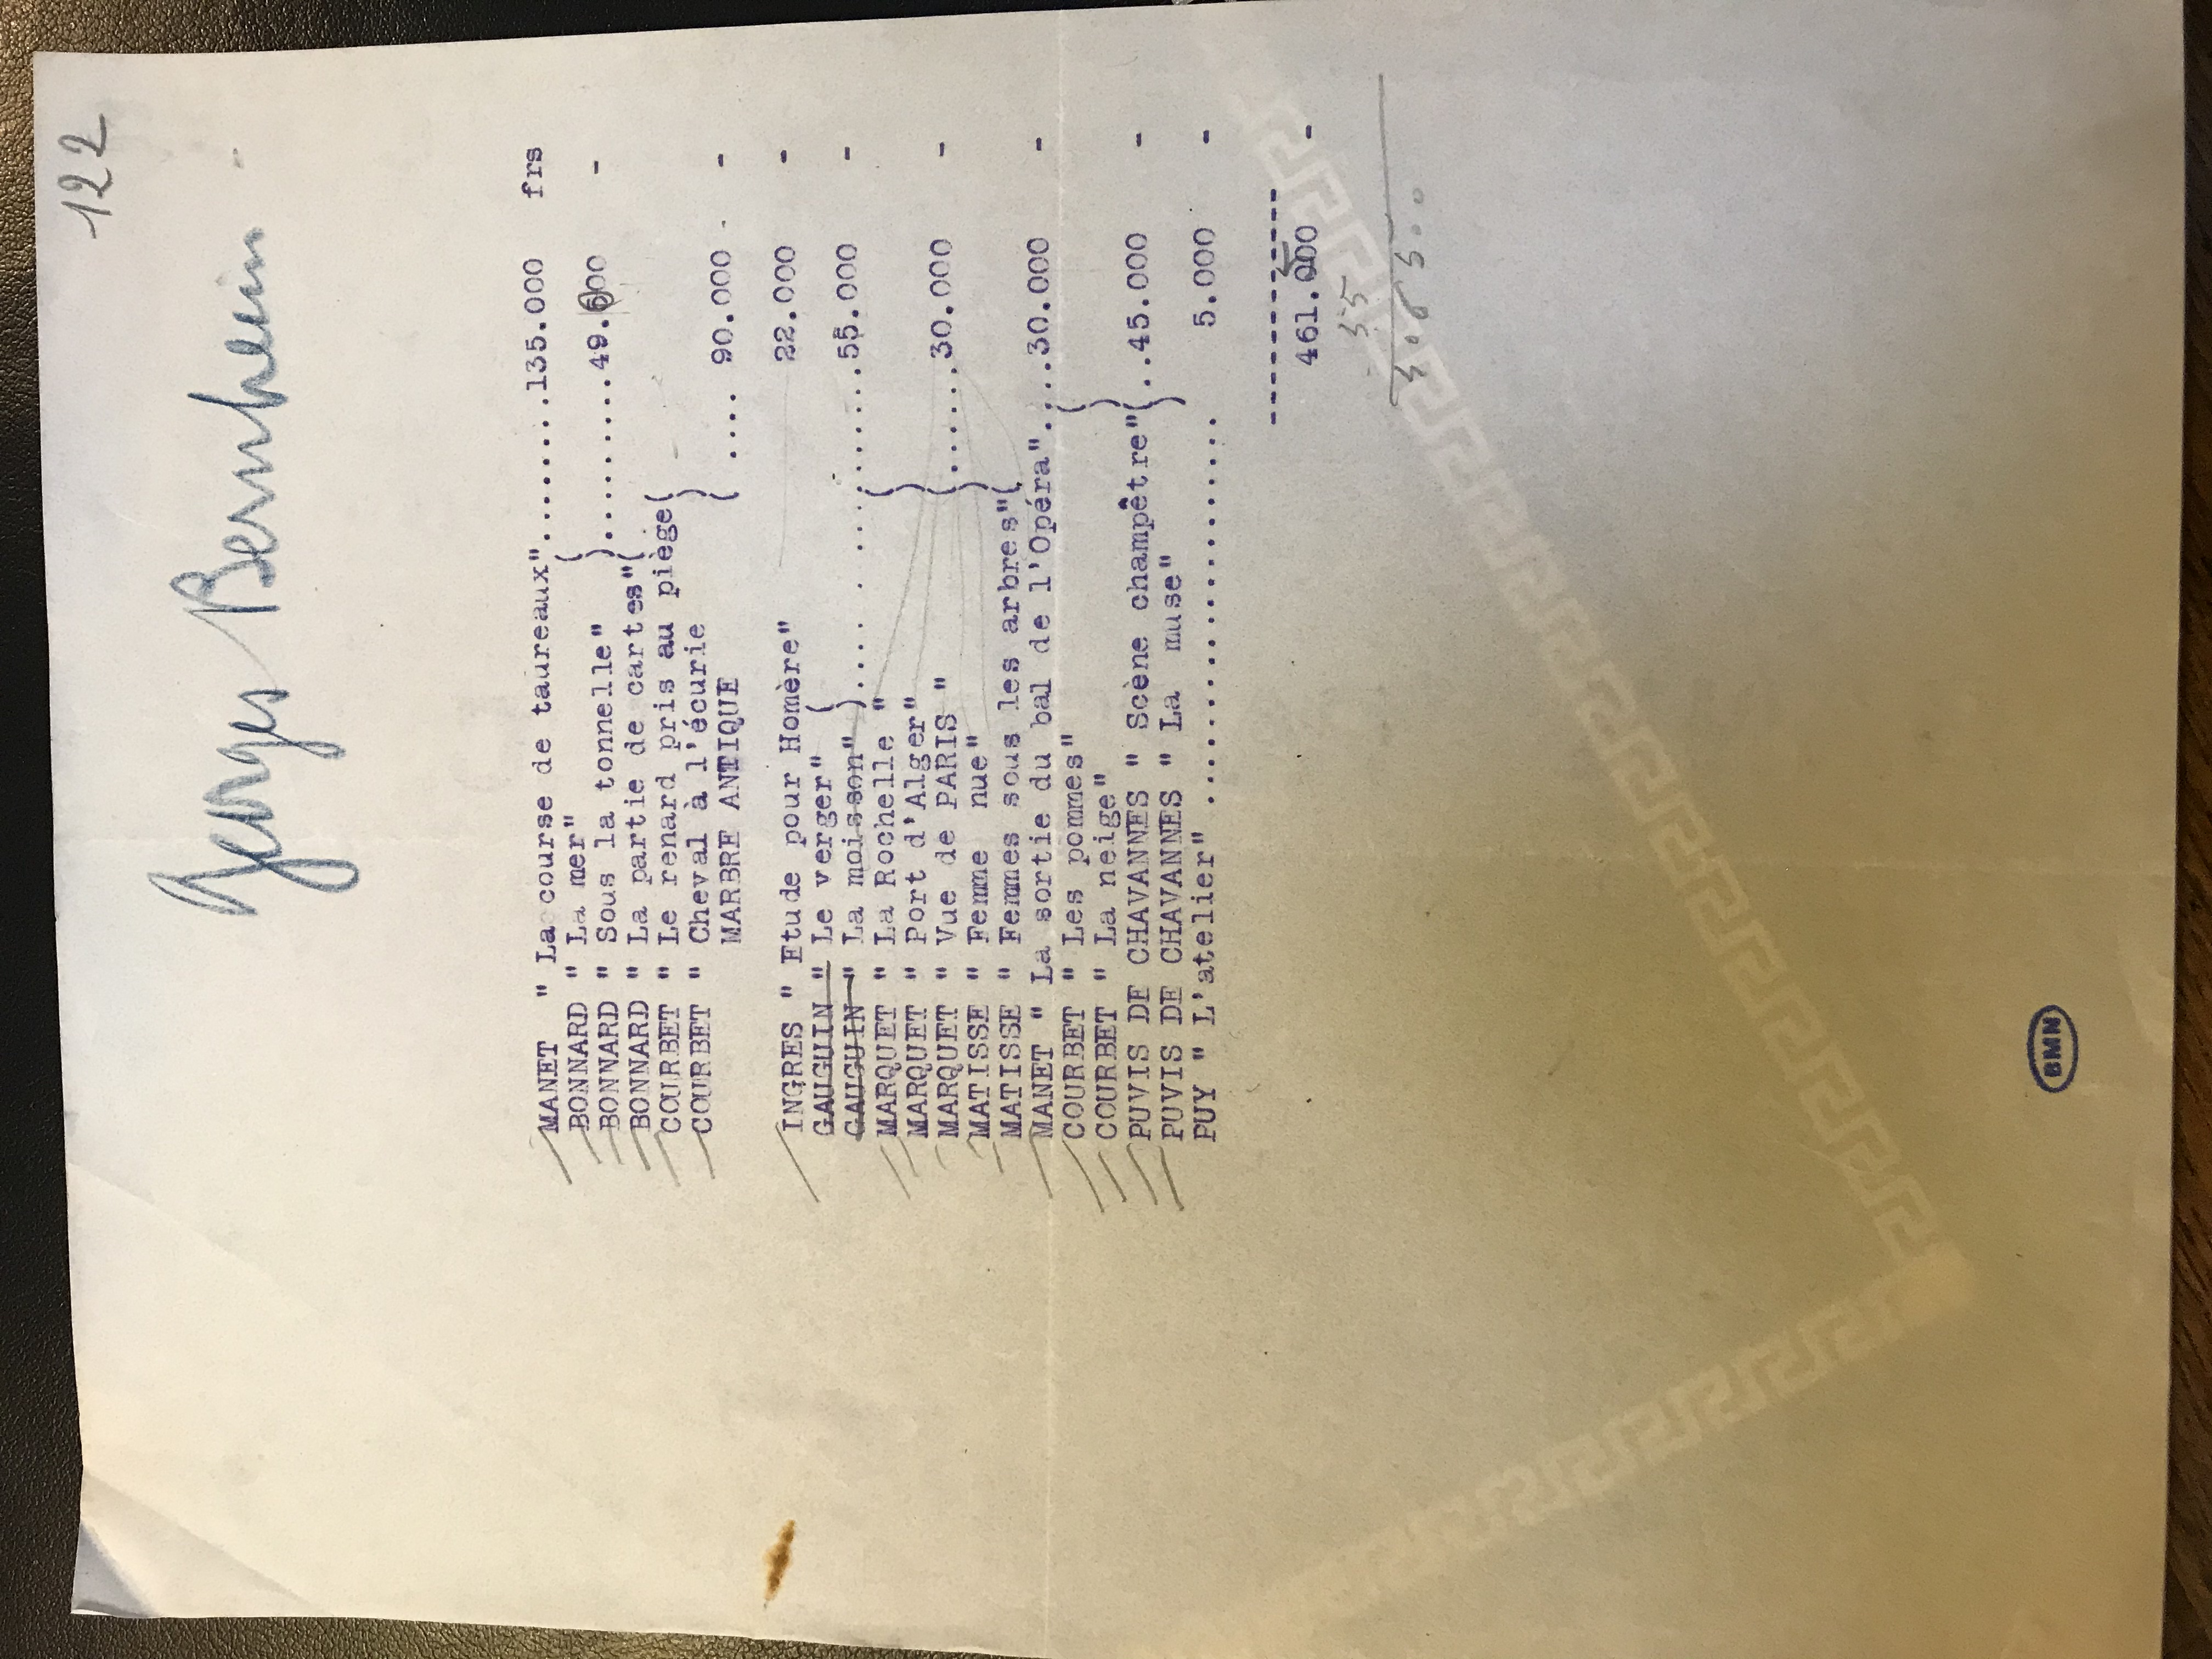 122
Georges Bernheim
MANET " La course de taureaux"........135.000 frs
BONNARD " La mer"
BONNARD " Sous la tonnelle" ).........49.600 -
BONNARD " La partie de cartes"(
COURBET " Le renard pris au piège(
COURBET " Cheval à l'écurie )
MARBRE ANTIQUE ( .... 90.000 -
INGRES " Etude pour Homère" 22.000 -
GAUGUIN " Le verger" (
GAUGUIN " La moisson" ).... . ..........55.000 -
MARQUET " La Rochelle " (
MARQUET " Port d'Alger" )
MARQUET " Vue de PARIS " (......30.000 -
MATISSE " Femme nue" )
MATISSE " Femmes sous les arbres"(
MANET " La sortie du bal de l'Opéra"....30.000 -
COURBET " Les pommes" (
COURBET " La neige" )
PUVIS DE CHAVANNES " Scène champêtre"(..45.000 -
PUVIS DE CHAVANNES " La muse" )
PUY " L'atelier" ........................ 5.000 -
-------------
461.500 -
55
BMN